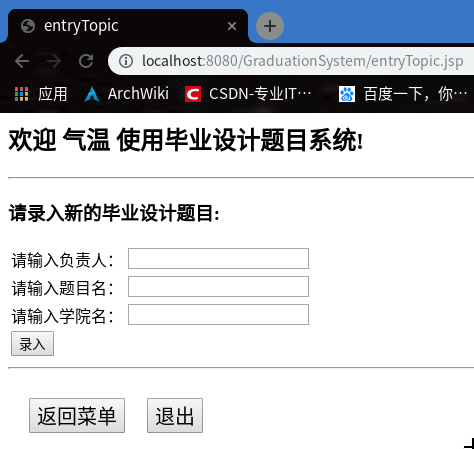 entryTopic
localhost:8080/GraduationSystem/entryTopic.jsp
应用 ArchWiki CSDN-专业IT… 百度一下，你…
欢迎 气温 使用毕业设计题目系统!
请录入新的毕业设计题目:
请输入负责人：
请输入题目名：
请输入学院名：
录入
返回菜单 退出